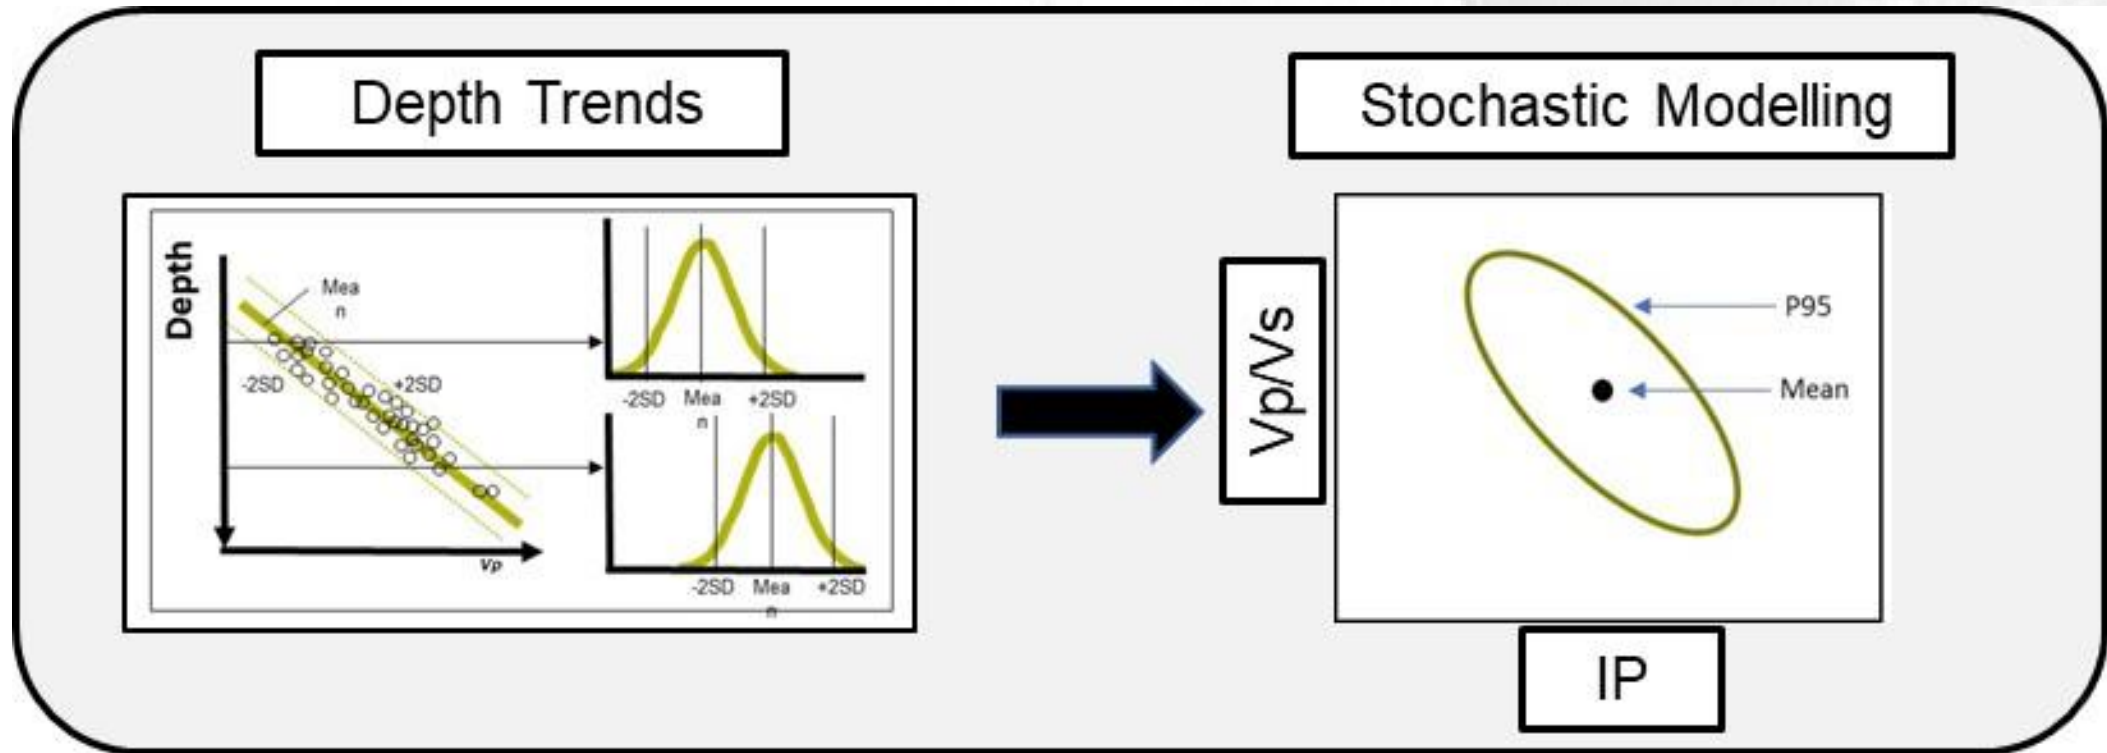 Depth Trends
Depth
Mea
n
-2SD
+2SD
Vp
-2SD
Mea
n
+2SD
-2SD
Mea
n
+2SD
Stochastic Modelling
Vp/Vs
P95
Mean
IP